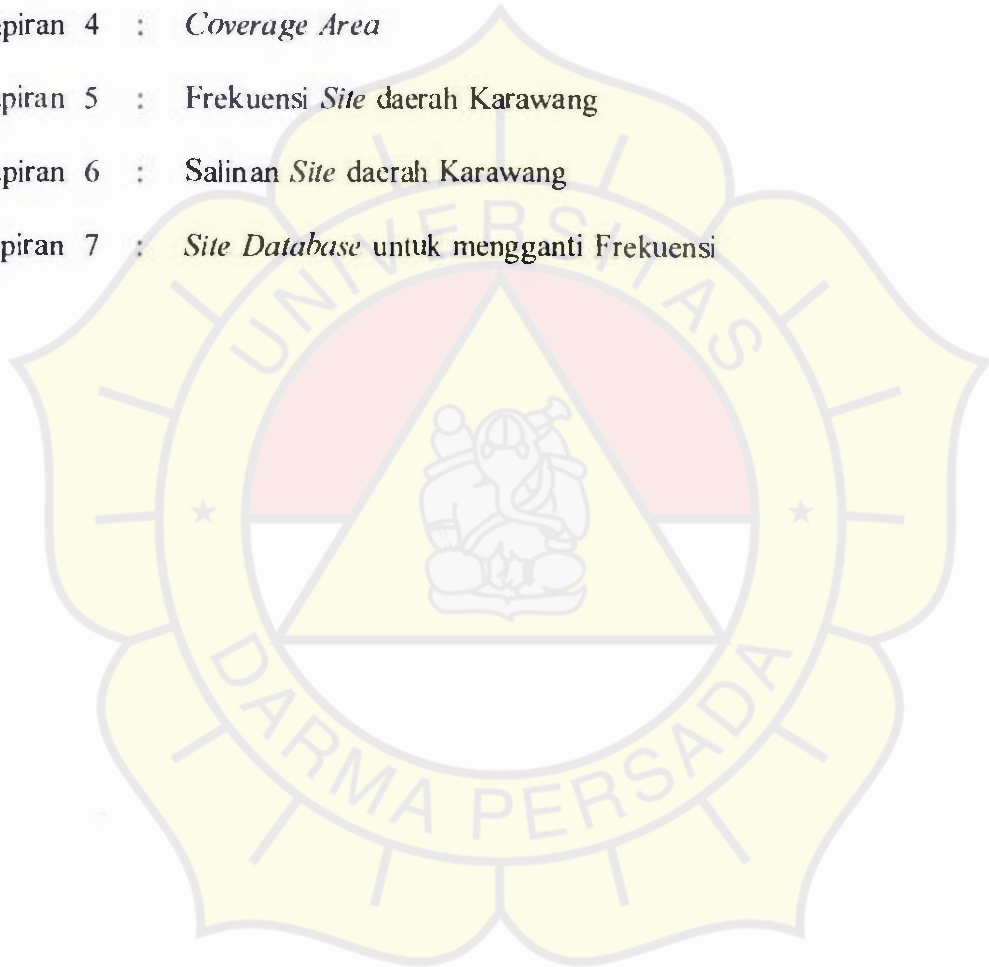 piran 4 : Coverage Area
piran 5 : Frekuensi Site daerah Karawang
piran 6 : Salinan Site daerah Karawang
piran 7 : Site Database untuk mengganti Frekuensi
UNIVERSITAS
DARMA PERSADA